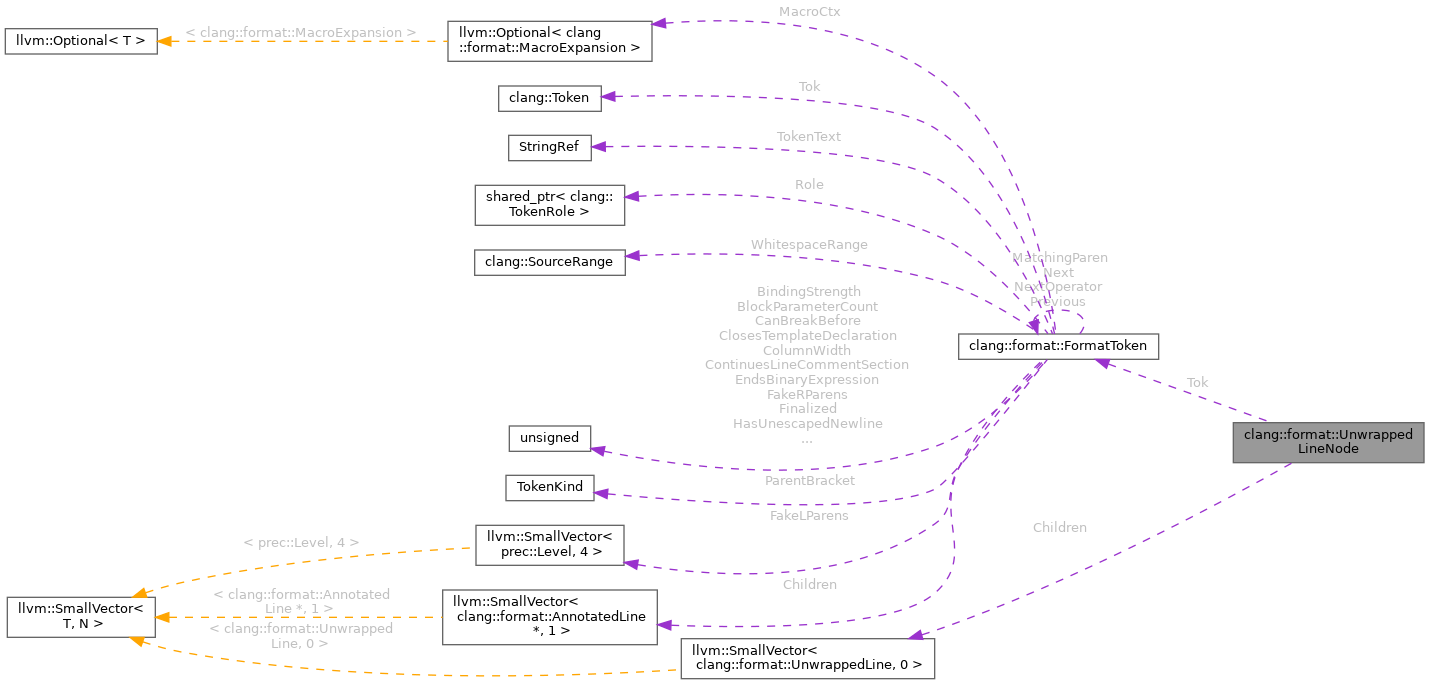 MacroCtx
llvm::Optional< T >
< clang::format::MacroExpansion >
llvm::Optional< clang
::format::MacroExpansion >
Tok
clang::Token
TokenText
StringRef
Role
shared_ptr< clang::
TokenRole >
WhitespaceRange
clang::SourceRange
MatchingParen
Next
NextOperator
Previous
BindingStrength
BlockParameterCount
CanBreakBefore
ClosesTemplateDeclaration
ColumnWidth
ContinuesLineCommentSection
EndsBinaryExpression
FakeRParens
Finalized
HasUnescapedNewline
...
clang::format::FormatToken
Tok
unsigned
clang::format::Unwrapped
LineNode
ParentBracket
TokenKind
FakeLParens
Children
llvm::SmallVector<
prec::Level, 4 >
< prec::Level, 4 >
Children
llvm::SmallVector<
T, N >
< clang::format::Annotated
Line *, 1 >
llvm::SmallVector<
clang::format::AnnotatedLine
*, 1 >
< clang::format::Unwrapped
Line, 0 >
llvm::SmallVector<
clang::format::UnwrappedLine, 0 >